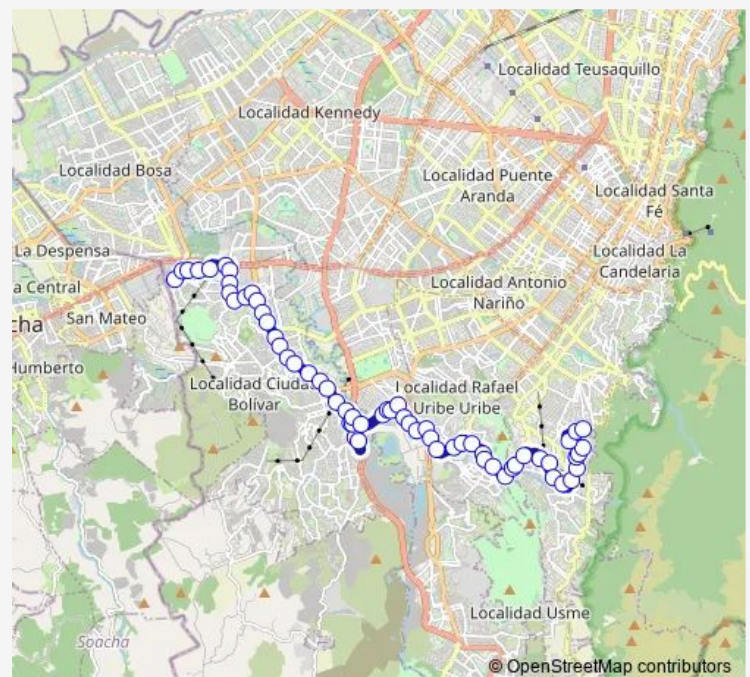 Localidad Teusaquillo
Localidad Kennedy
Localidad Bosa
Localidad Puente
Aranda
Localidad Santa
Fé
La Despensa
Localidad La
Candelaria
a Central
Localidad Antonio
Nariño
San Mateo
cha
Humberto
Localidad Ciuda
Bolívar
Localidad Rafael
Uribe Uribe
Localidad Usme
Soacha
© OpenStreetMap contributors